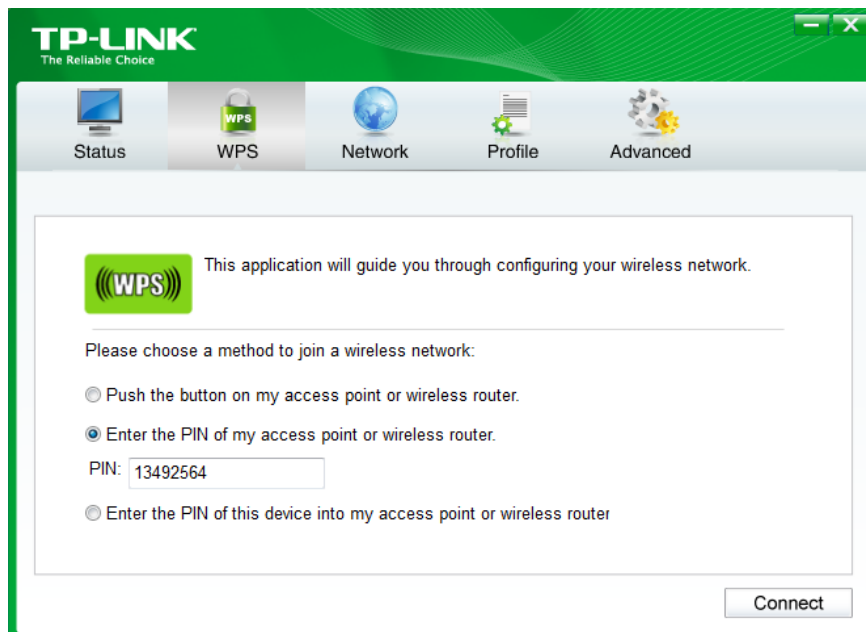 TP-LINK
The Reliable Choice
WPS
Status
WPS
Network
Profile
Advanced
WPS
This application will guide you through configuring your wireless network.
Please choose a method to join a wireless network:
Push the button on my access point or wireless router.
Enter the PIN of my access point or wireless router.
PIN: 13492564
Enter the PIN of this device into my access point or wireless router
Connect